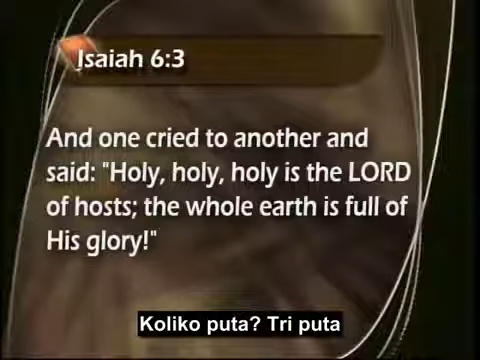 Isaiah 6:3
And one cried to another and
said: "Holy, holy, holy is the LORD
of hosts; the whole earth is full of
His glory!"
Koliko puta? Tri puta